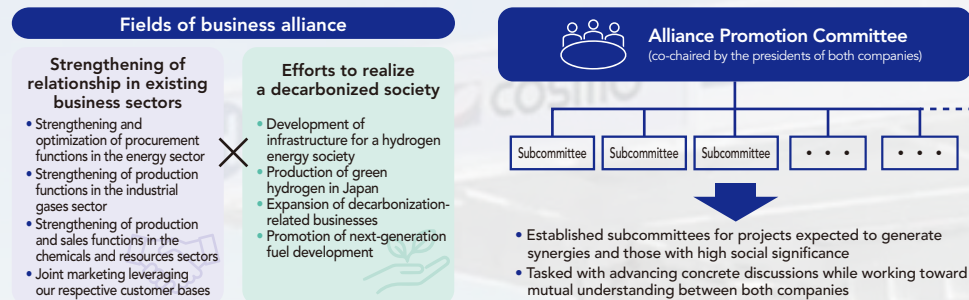 Fields of business alliance
Strengthening of
relationship in existing
business sectors
• Strengthening and
optimization of procurement
functions in the energy sector
• Strengthening of production
functions in the industrial
gases sector
• Strengthening of production
and sales functions in the
chemicals and resources sectors
• Joint marketing leveraging
our respective customer bases
Efforts to realize
a decarbonized society
• Development of
infrastructure for a hydrogen
energy society
• Production of green
hydrogen in Japan
• Expansion of decarbonization-
related businesses
• Promotion of next-generation
fuel development
Alliance Promotion Committee
(co-chaired by the presidents of both companies)
cosmo
Subcommittee
Subcommittee
Subcommittee
• • •
• • •
• Established subcommittees for projects expected to generate
synergies and those with high social significance
• Tasked with advancing concrete discussions while working toward
mutual understanding between both companies